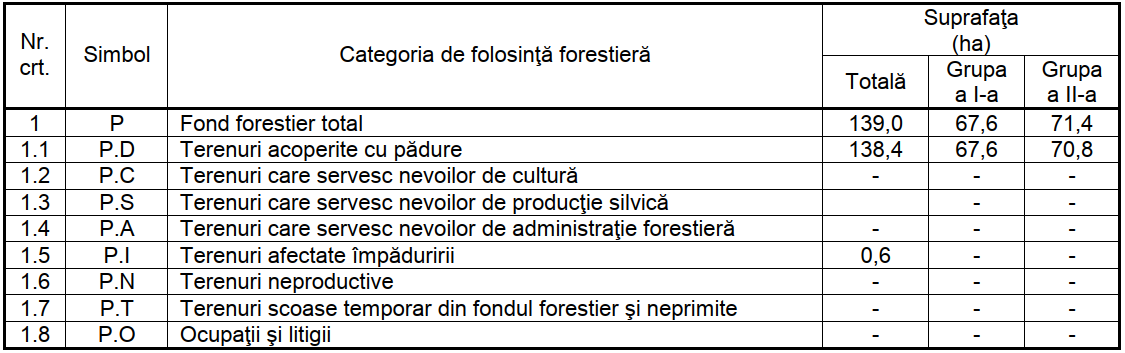 Nr. crt. Simbol Categoria de folosinţă forestieră Suprafaţa (ha)
Totală Grupa a I-a Grupa a II-a
1 P Fond forestier total 139,0 67,6 71,4
1.1 P.D Terenuri acoperite cu pădure 138,4 67,6 70,8
1.2 P.C Terenuri care servesc nevoilor de cultură - - -
1.3 P.S Terenuri care servesc nevoilor de producţie silvică - -
1.4 P.A Terenuri care servesc nevoilor de administraţie forestieră - - -
1.5 P.I Terenuri afectate împăduririi 0,6 - -
1.6 P.N Terenuri neproductive - - -
1.7 P.T Terenuri scoase temporar din fondul forestier şi neprimite - - -
1.8 P.O Ocupaţii şi litigii - - -